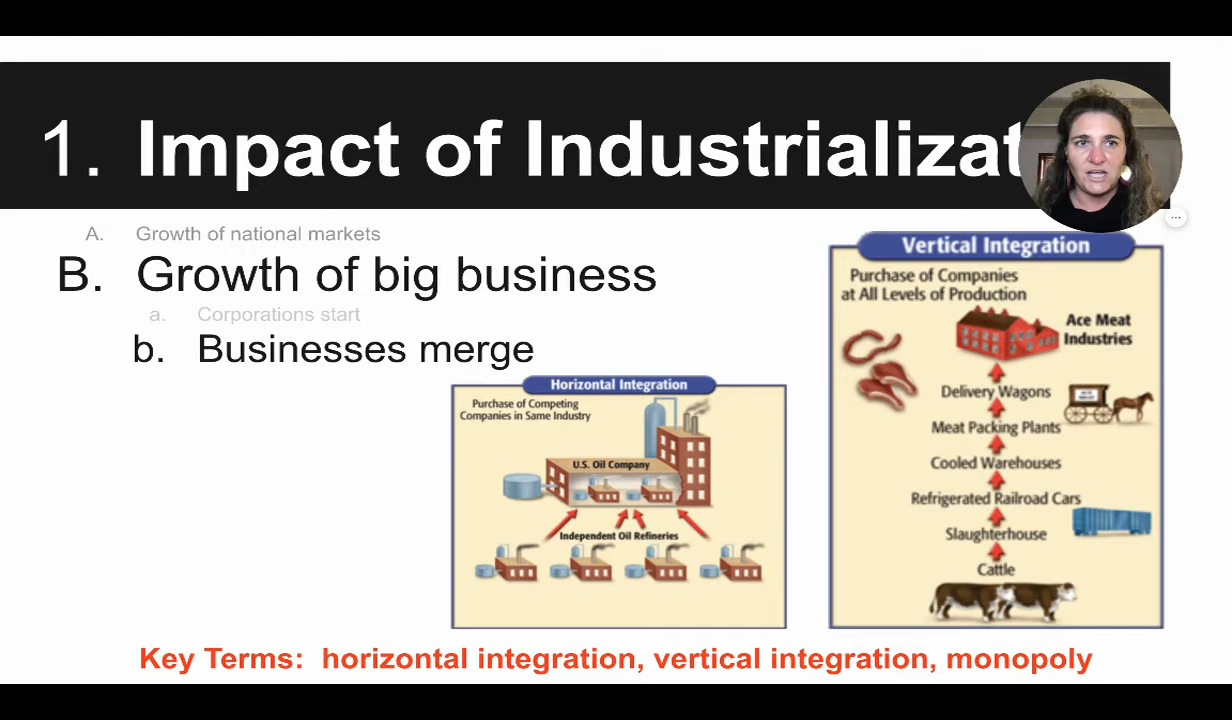 1. Impact of Industrializat
A. Growth of national markets
B. Growth of big business
a. Corporations start
b. Businesses merge
Horizontal Integration
Purchase of Competing
Companies in Same Industry
U.S. Oil Company
Independent Oil Refineries
Vertical Integration
Purchase of Companies
at All Levels of Production
Ace Meat
Industries
Delivery Wagons
Meat Packing Plants
Cooled Warehouses
Refrigerated Railroad Cars
Slaughterhouse
Cattle
Key Terms: horizontal integration, vertical integration, monopoly